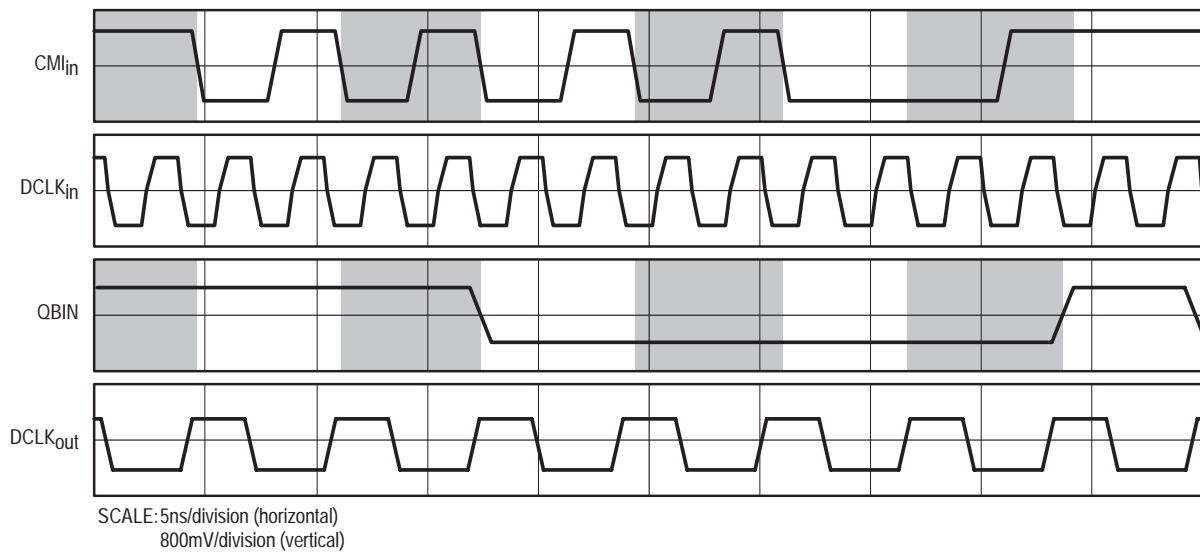 CMIin
DCLKin
QBIN
DCLKout
SCALE: 5ns/division (horizontal)
800mV/division (vertical)